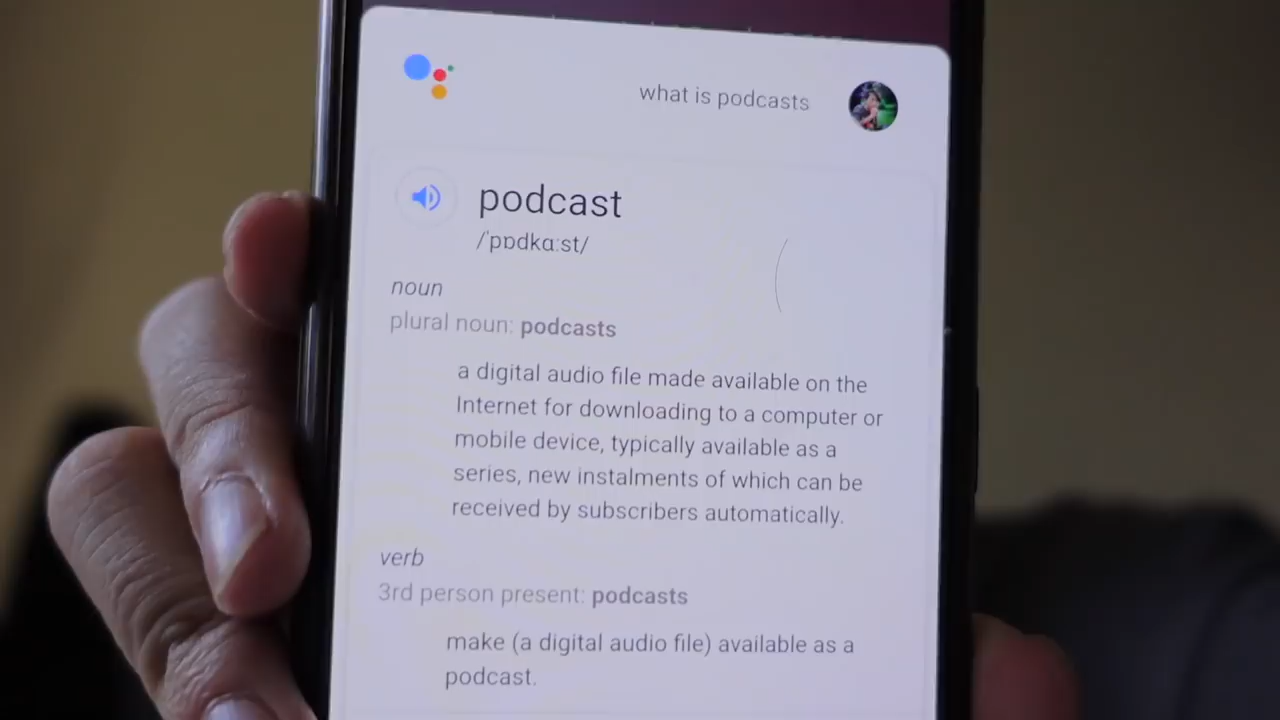 what is podcasts
podcast
/ˈpɒdkɑːst/
noun
plural noun: podcasts
a digital audio file made available on the
Internet for downloading to a computer or
mobile device, typically available as a
series, new instalments of which can be
received by subscribers automatically.
verb
3rd person present: podcasts
make (a digital audio file) available as a
podcast.